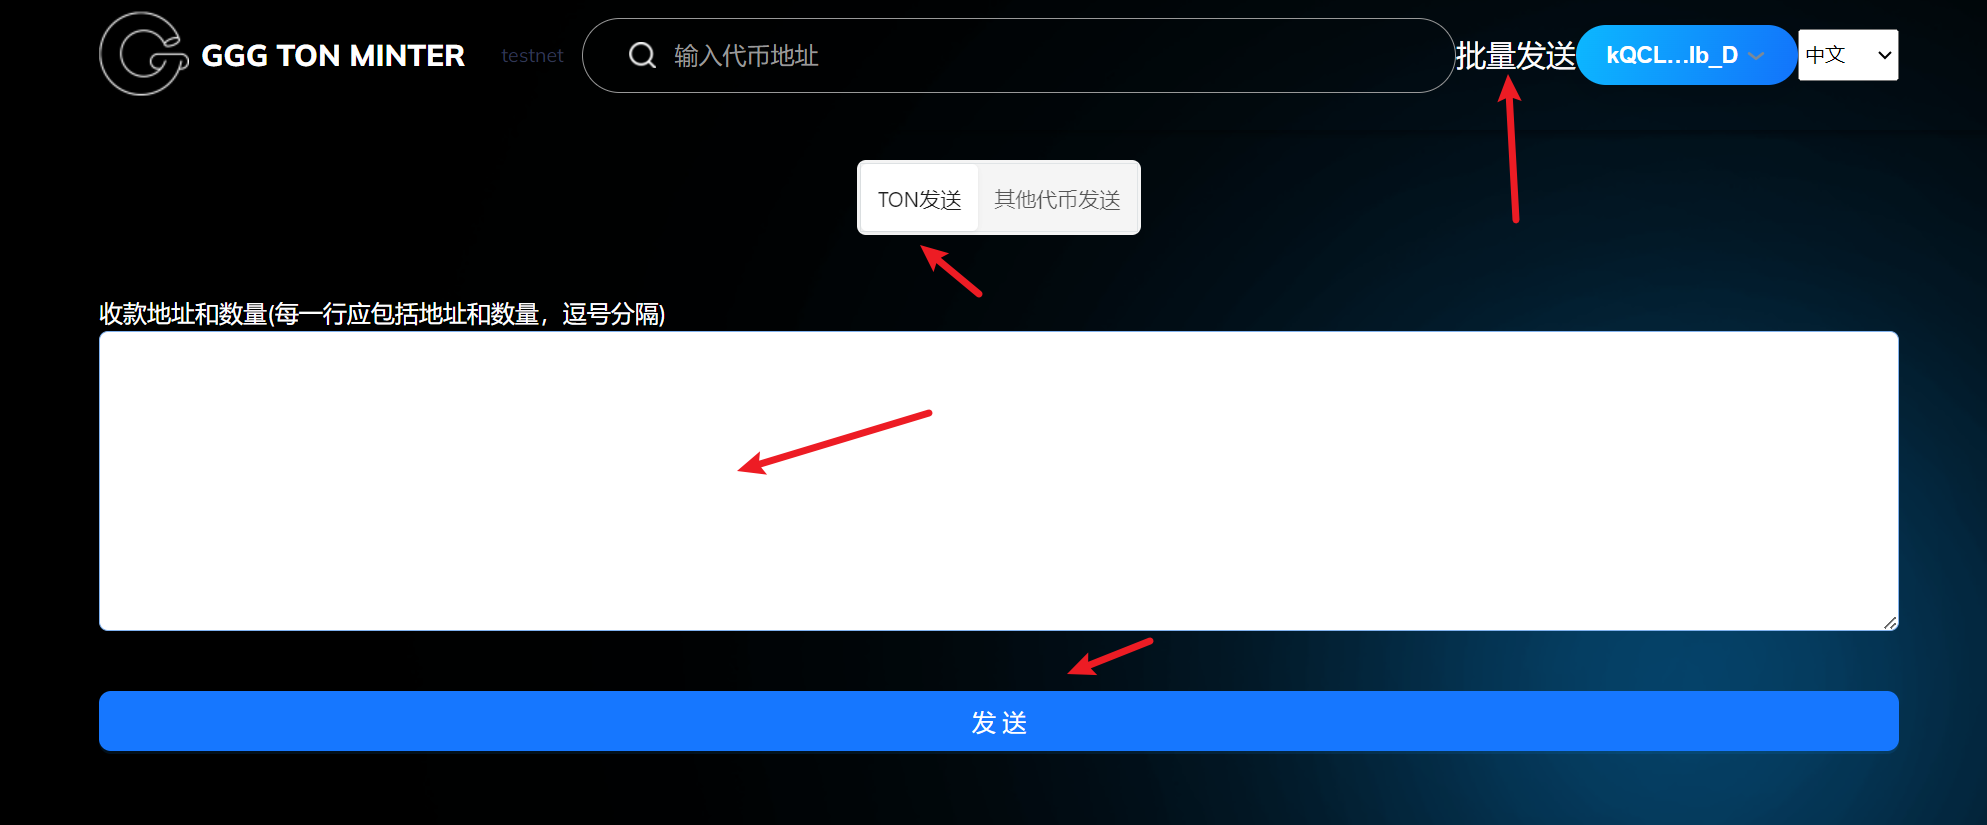 GGG TON MINTER
testnet
输入代币地址
批量发送
kQCL...Ib_D
中文
TON发送
其他代币发送
收款地址和数量(每一行应包括地址和数量，逗号分隔)
发 送